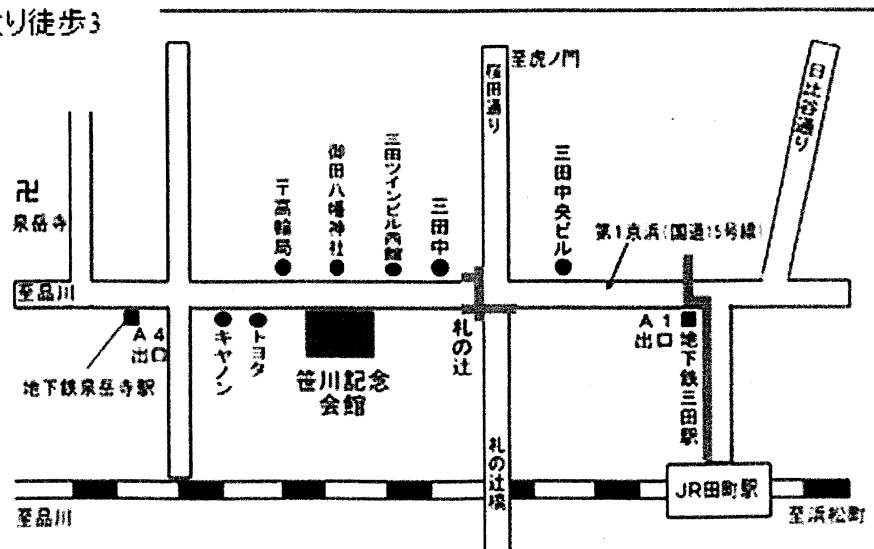 り徒歩3
至虎ノ門
桜田通り
日比谷通り
卍
泉岳寺
〒高輪局
御田八幡神社
三田ツインビル西館
三田中
三田中央ビル
第1京浜(国道15号線)
至品川
A4
出口
地下鉄泉岳寺駅
キヤノン
トヨタ
笹川記念
会館
札の辻
A1
出口
地下鉄三田駅
札の辻橋
JR田町駅
至品川
至浜松町